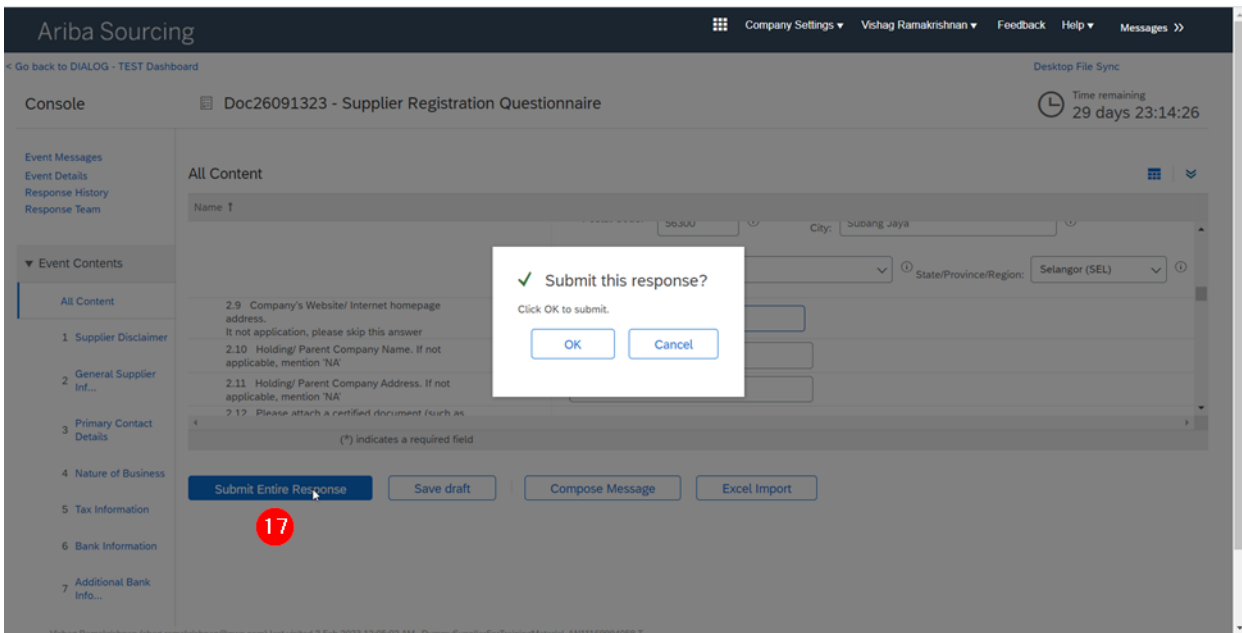 Ariba Sourcing
Company Settings ▾ Vishag Ramakrishnan ▾ Feedback Help ▾ Messages >>
< Go back to DIALOG - TEST Dashboard
Desktop File Sync
Console
Doc26091323 - Supplier Registration Questionnaire
Time remaining
29 days 23:14:26
Event Messages
Event Details
Response History
Response Team
All Content
Name ↑
56300 City: Subang Jaya
State/Province/Region: Selangor (SEL)
▼ Event Contents
All Content
1 Supplier Disclaimer
2 General Supplier
Inf...
3 Primary Contact
Details
4 Nature of Business
5 Tax Information
6 Bank Information
7 Additional Bank
Info...
2.9 Company's Website/ Internet homepage
address.
It not application, please skip this answer
2.10 Holding/ Parent Company Name. If not
applicable, mention 'NA'
2.11 Holding/ Parent Company Address. If not
applicable, mention 'NA'
2.12 Please attach a certified document (such as
(*) indicates a required field
Submit this response?
Click OK to submit.
OK Cancel
Submit Entire Response Save draft Compose Message Excel Import
17